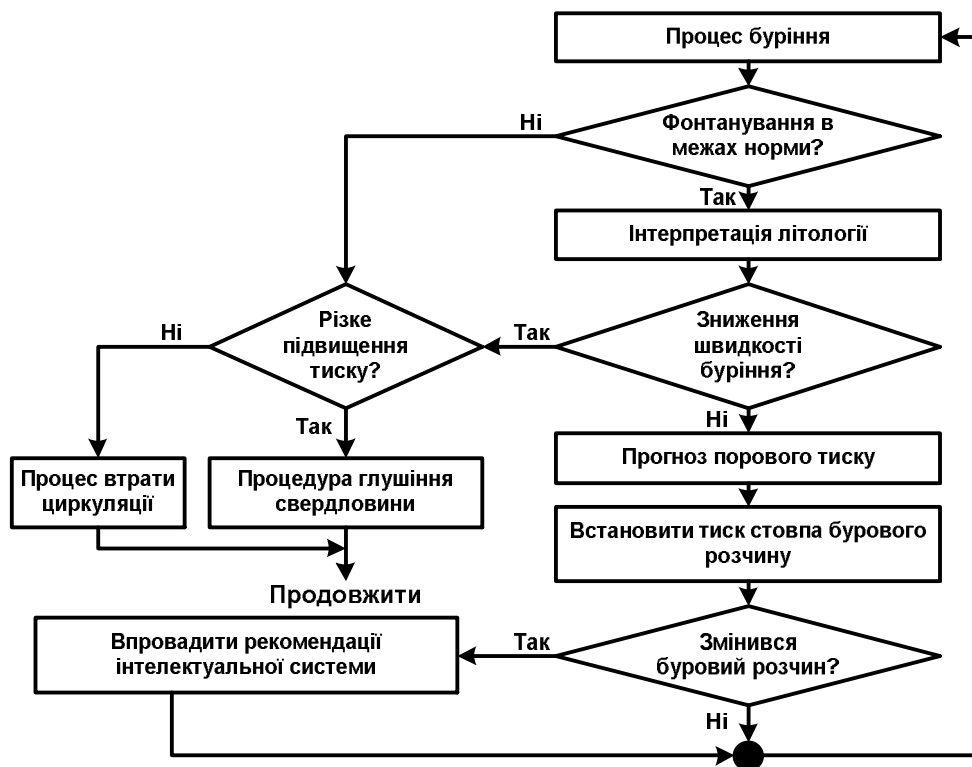 Процес буріння
Ні
Фонтанування в
межах норми?
Так
Інтерпретація літології
Ні
Різке
підвищення
тиску?
Так
Зниження
швидкості
буріння?
Так
Ні
Процес втрати
циркуляції
Процедура глушіння
свердловини
Прогноз порового тиску
Встановити тиск стовпа бурового
розчину
Продовжити
Впровадити рекомендації
інтелектуальної системи
Так
Змінився
буровий розчин?
Ні